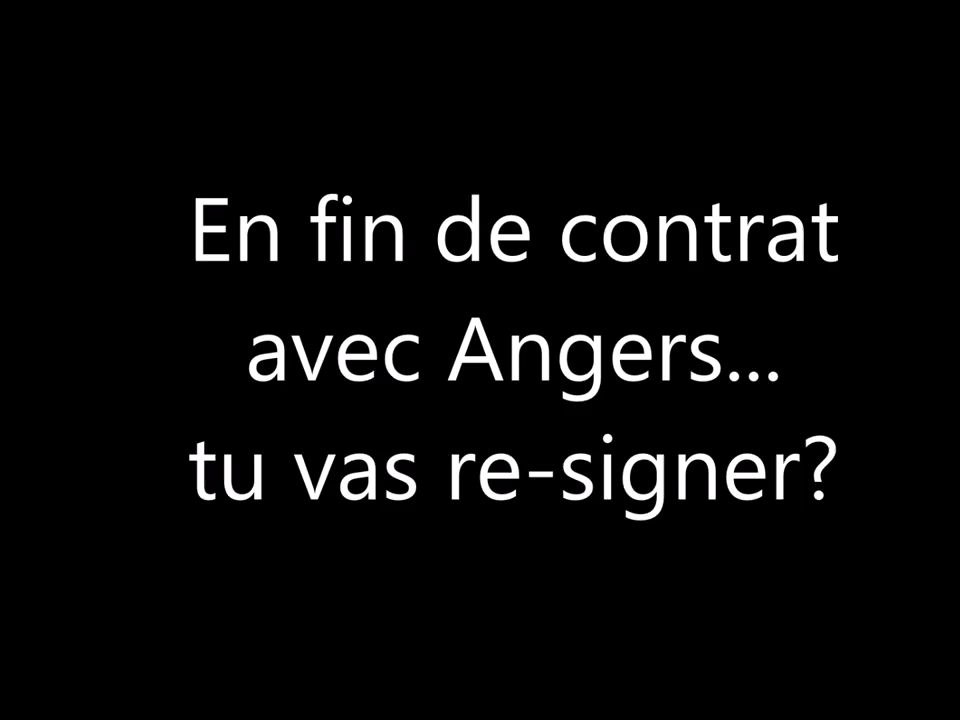 En fin de contrat
avec Angers...
tu vas re-signer?